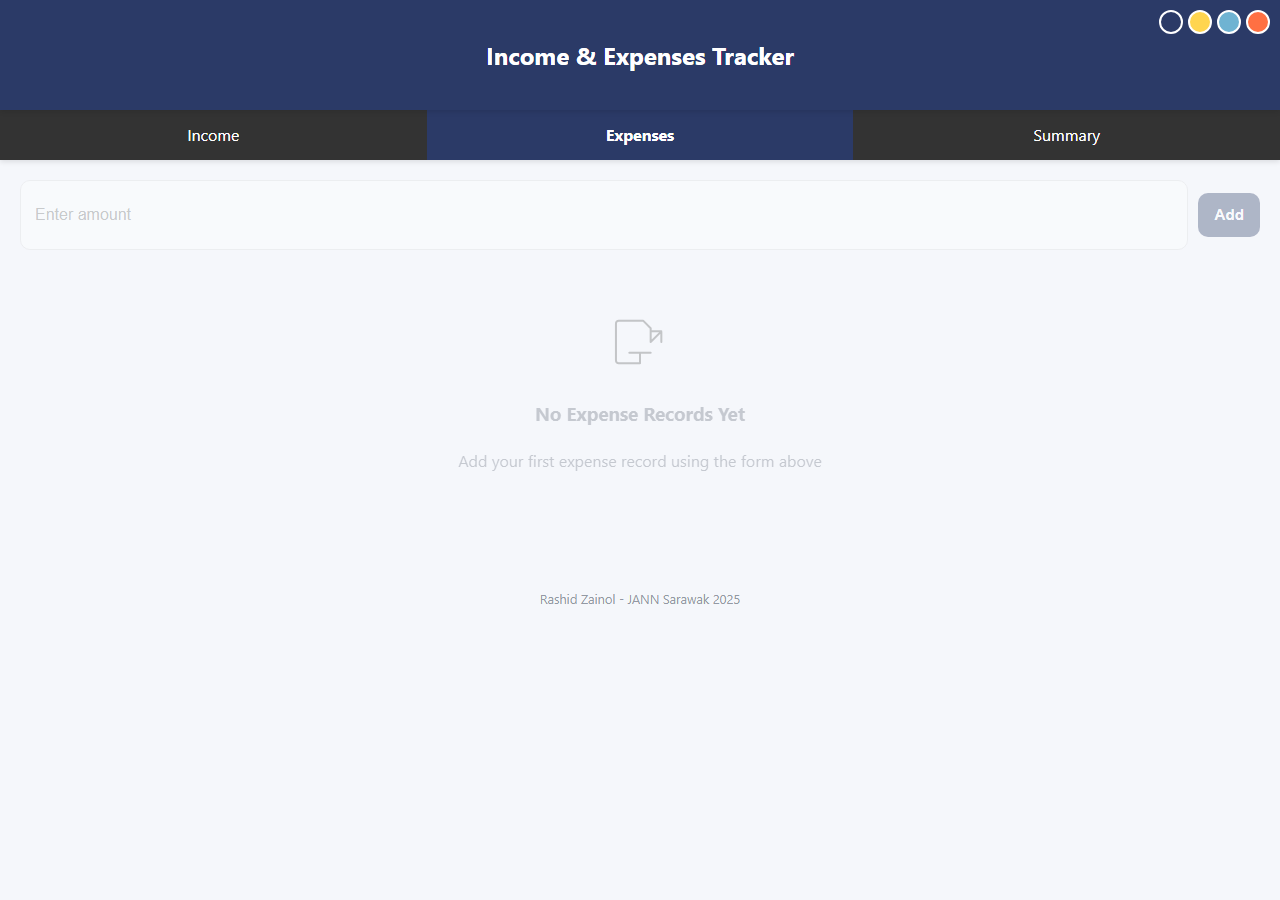 Income & Expenses Tracker
Income
Expenses
Summary
Enter amount
Add
No Expense Records Yet
Add your first expense record using the form above
Rashid Zainol - JANN Sarawak 2025